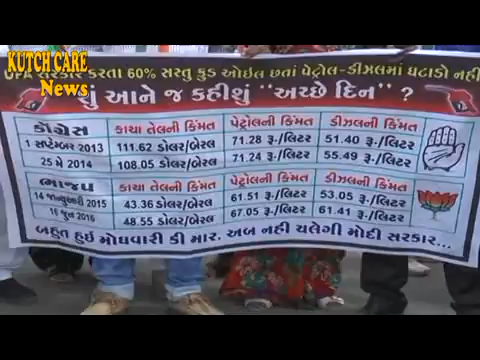 KUTCH CARE
News
UPA સરકાર કરતા 60% સસ્તુ ક્રુડ ઓઈલ છતાં પેટ્રોલ-ડીઝલમાં ઘટાડો નહી
શું આને જ કહીશું "અચ્છે દિન" ?
કોંગ્રેસ કાચા તેલની કિંમત પેટ્રોલની કિંમત ડીઝલની કિંમત
1 સપ્ટેમ્બર 2013 111.62 ડોલર/બેરલ 71.28 રૂ./લિટર 51.40 રૂ./લિટર
25 મે 2014 108.05 ડોલર/બેરલ 71.24 રૂ./લિટર 55.49 રૂ./લિટર
ભાજપ કાચા તેલની કિંમત પેટ્રોલની કિંમત ડીઝલની કિંમત
14 જાન્યુઆરી 2015 43.36 ડોલર/બેરલ 61.51 રૂ./લિટર 53.05 રૂ./લિટર
16 જુન 2016 48.55 ડોલર/બેરલ 67.05 રૂ./લિટર 61.41 રૂ./લિટર
બહુત હુઈ મોંઘવારી કી માર. અબ નહી ચલેગી મોદી સરકાર...